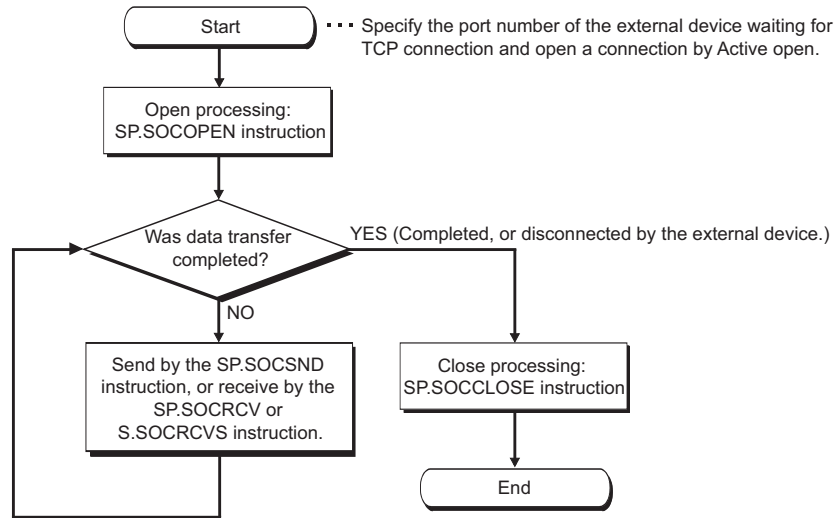 Start
··· Specify the port number of the external device waiting for
TCP connection and open a connection by Active open.
Open processing:
SP.SOCOPEN instruction
Was data transfer
completed?
YES (Completed, or disconnected by the external device.)
NO
Send by the SP.SOCSND
instruction, or receive by the
SP.SOCRCV or
S.SOCRCVS instruction.
Close processing:
SP.SOCCLOSE instruction
End